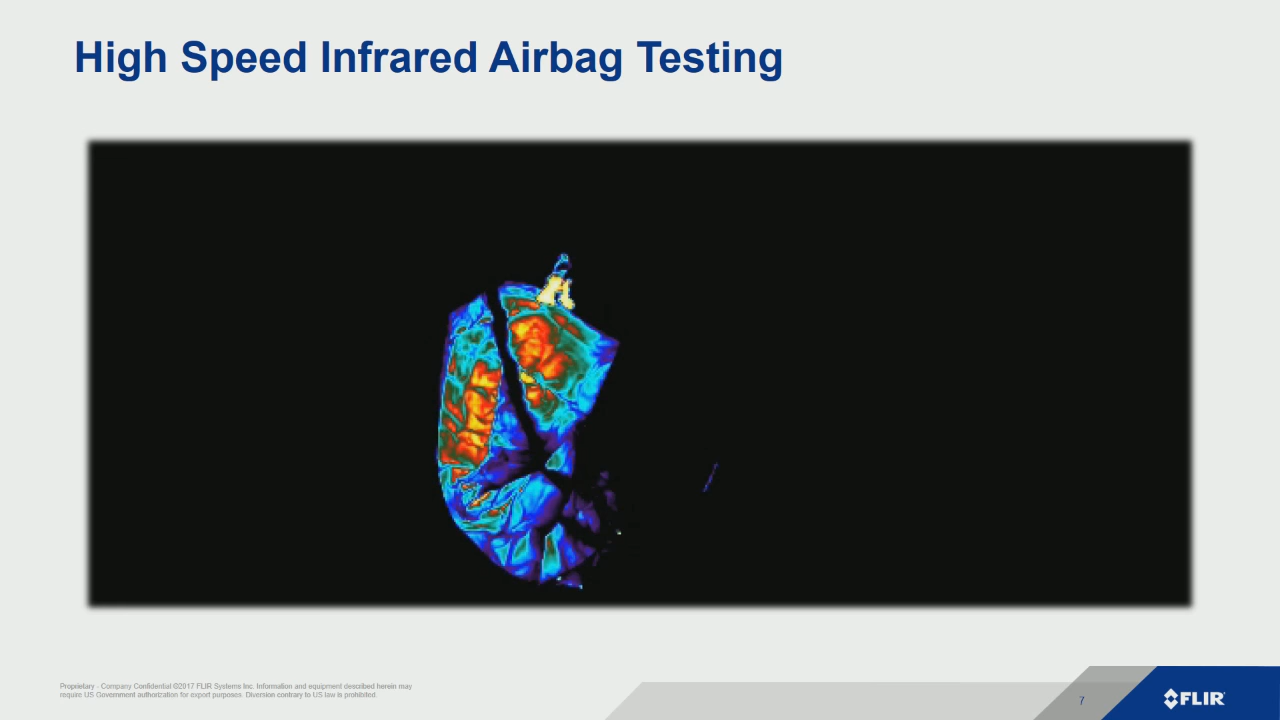 High Speed Infrared Airbag Testing
Proprietary - Company Confidential ©2017 FLIR Systems Inc. Information and equipment described herein may
require US Government authorization for export purposes. Diversion contrary to US law is prohibited.
7
FLIR